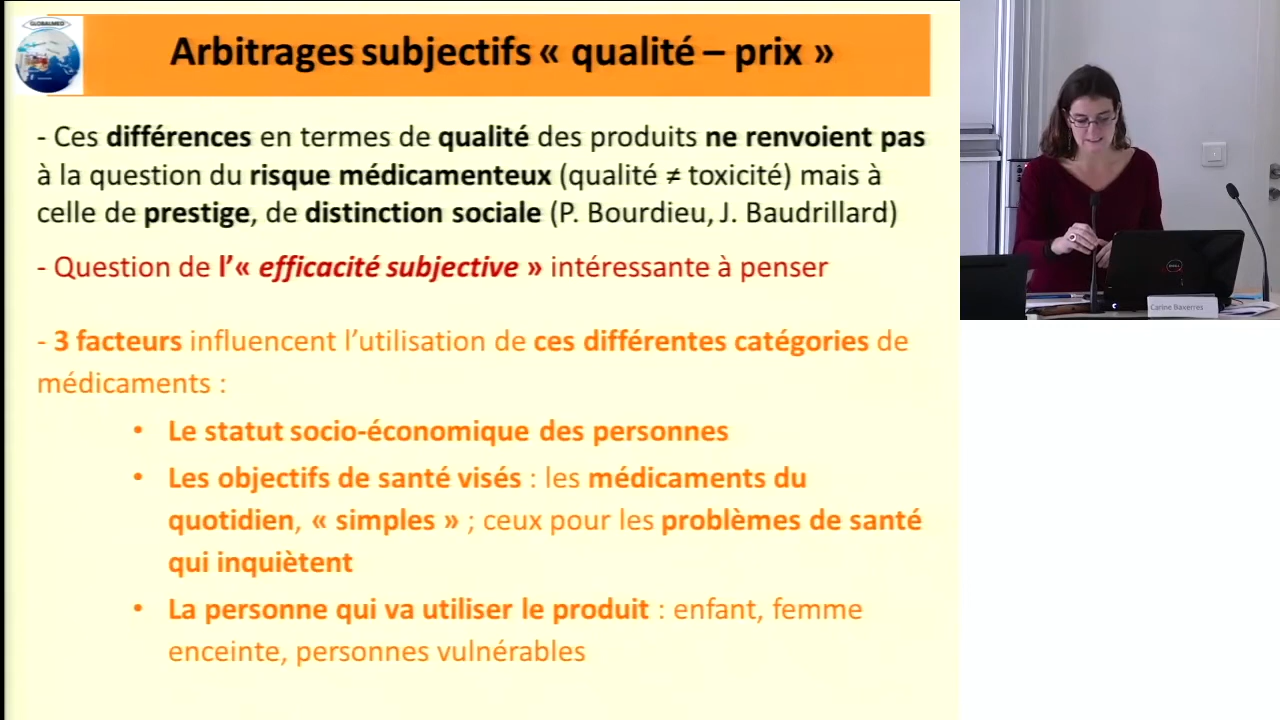 GLOBALMED
Arbitrages subjectifs « qualité – prix »
- Ces différences en termes de qualité des produits ne renvoient pas
à la question du risque médicamenteux (qualité ≠ toxicité) mais à
celle de prestige, de distinction sociale (P. Bourdieu, J. Baudrillard)
- Question de l’« efficacité subjective » intéressante à penser
- 3 facteurs influencent l’utilisation de ces différentes catégories de
médicaments :
• Le statut socio-économique des personnes
• Les objectifs de santé visés : les médicaments du
quotidien, « simples » ; ceux pour les problèmes de santé
qui inquiètent
• La personne qui va utiliser le produit : enfant, femme
enceinte, personnes vulnérables
DELL
Carine Baxerres